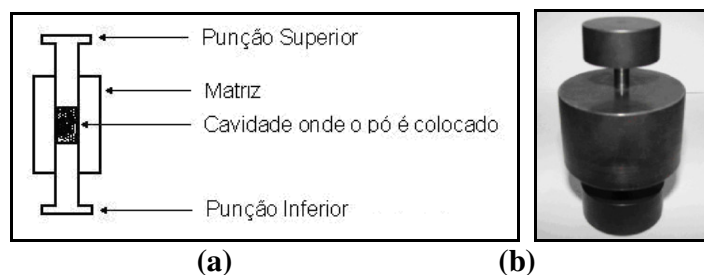 Punção Superior
Matriz
Cavidade onde o pó é colocado
Punção Inferior
(a) (b)